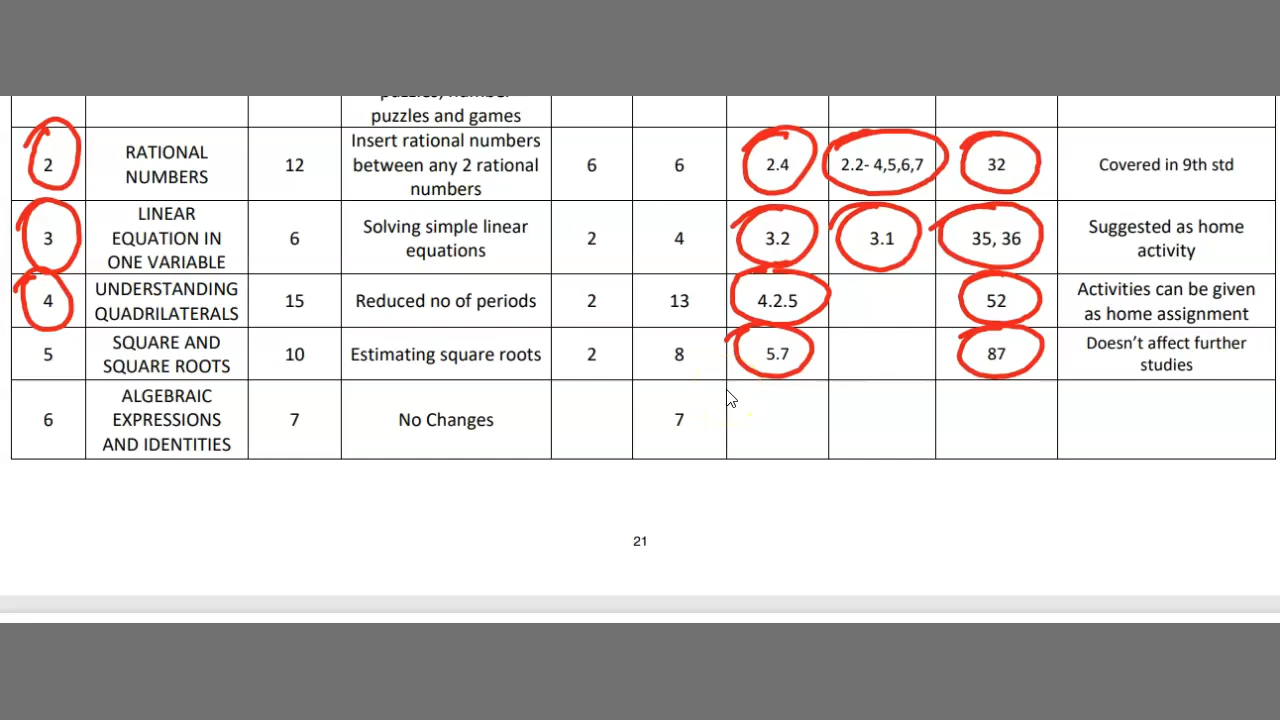 puzzles, number
puzzles and games
2
RATIONAL
NUMBERS
12
Insert rational numbers
between any 2 rational
numbers
6
6
2.4
2.2- 4,5,6,7
32
Covered in 9th std
3
LINEAR
EQUATION IN
ONE VARIABLE
6
Solving simple linear
equations
2
4
3.2
3.1
35, 36
Suggested as home
activity
4
UNDERSTANDING
QUADRILATERALS
15
Reduced no of periods
2
13
4.2.5
52
Activities can be given
as home assignment
5
SQUARE AND
SQUARE ROOTS
10
Estimating square roots
2
8
5.7
87
Doesn’t affect further
studies
6
ALGEBRAIC
EXPRESSIONS
AND IDENTITIES
7
No Changes
7
21